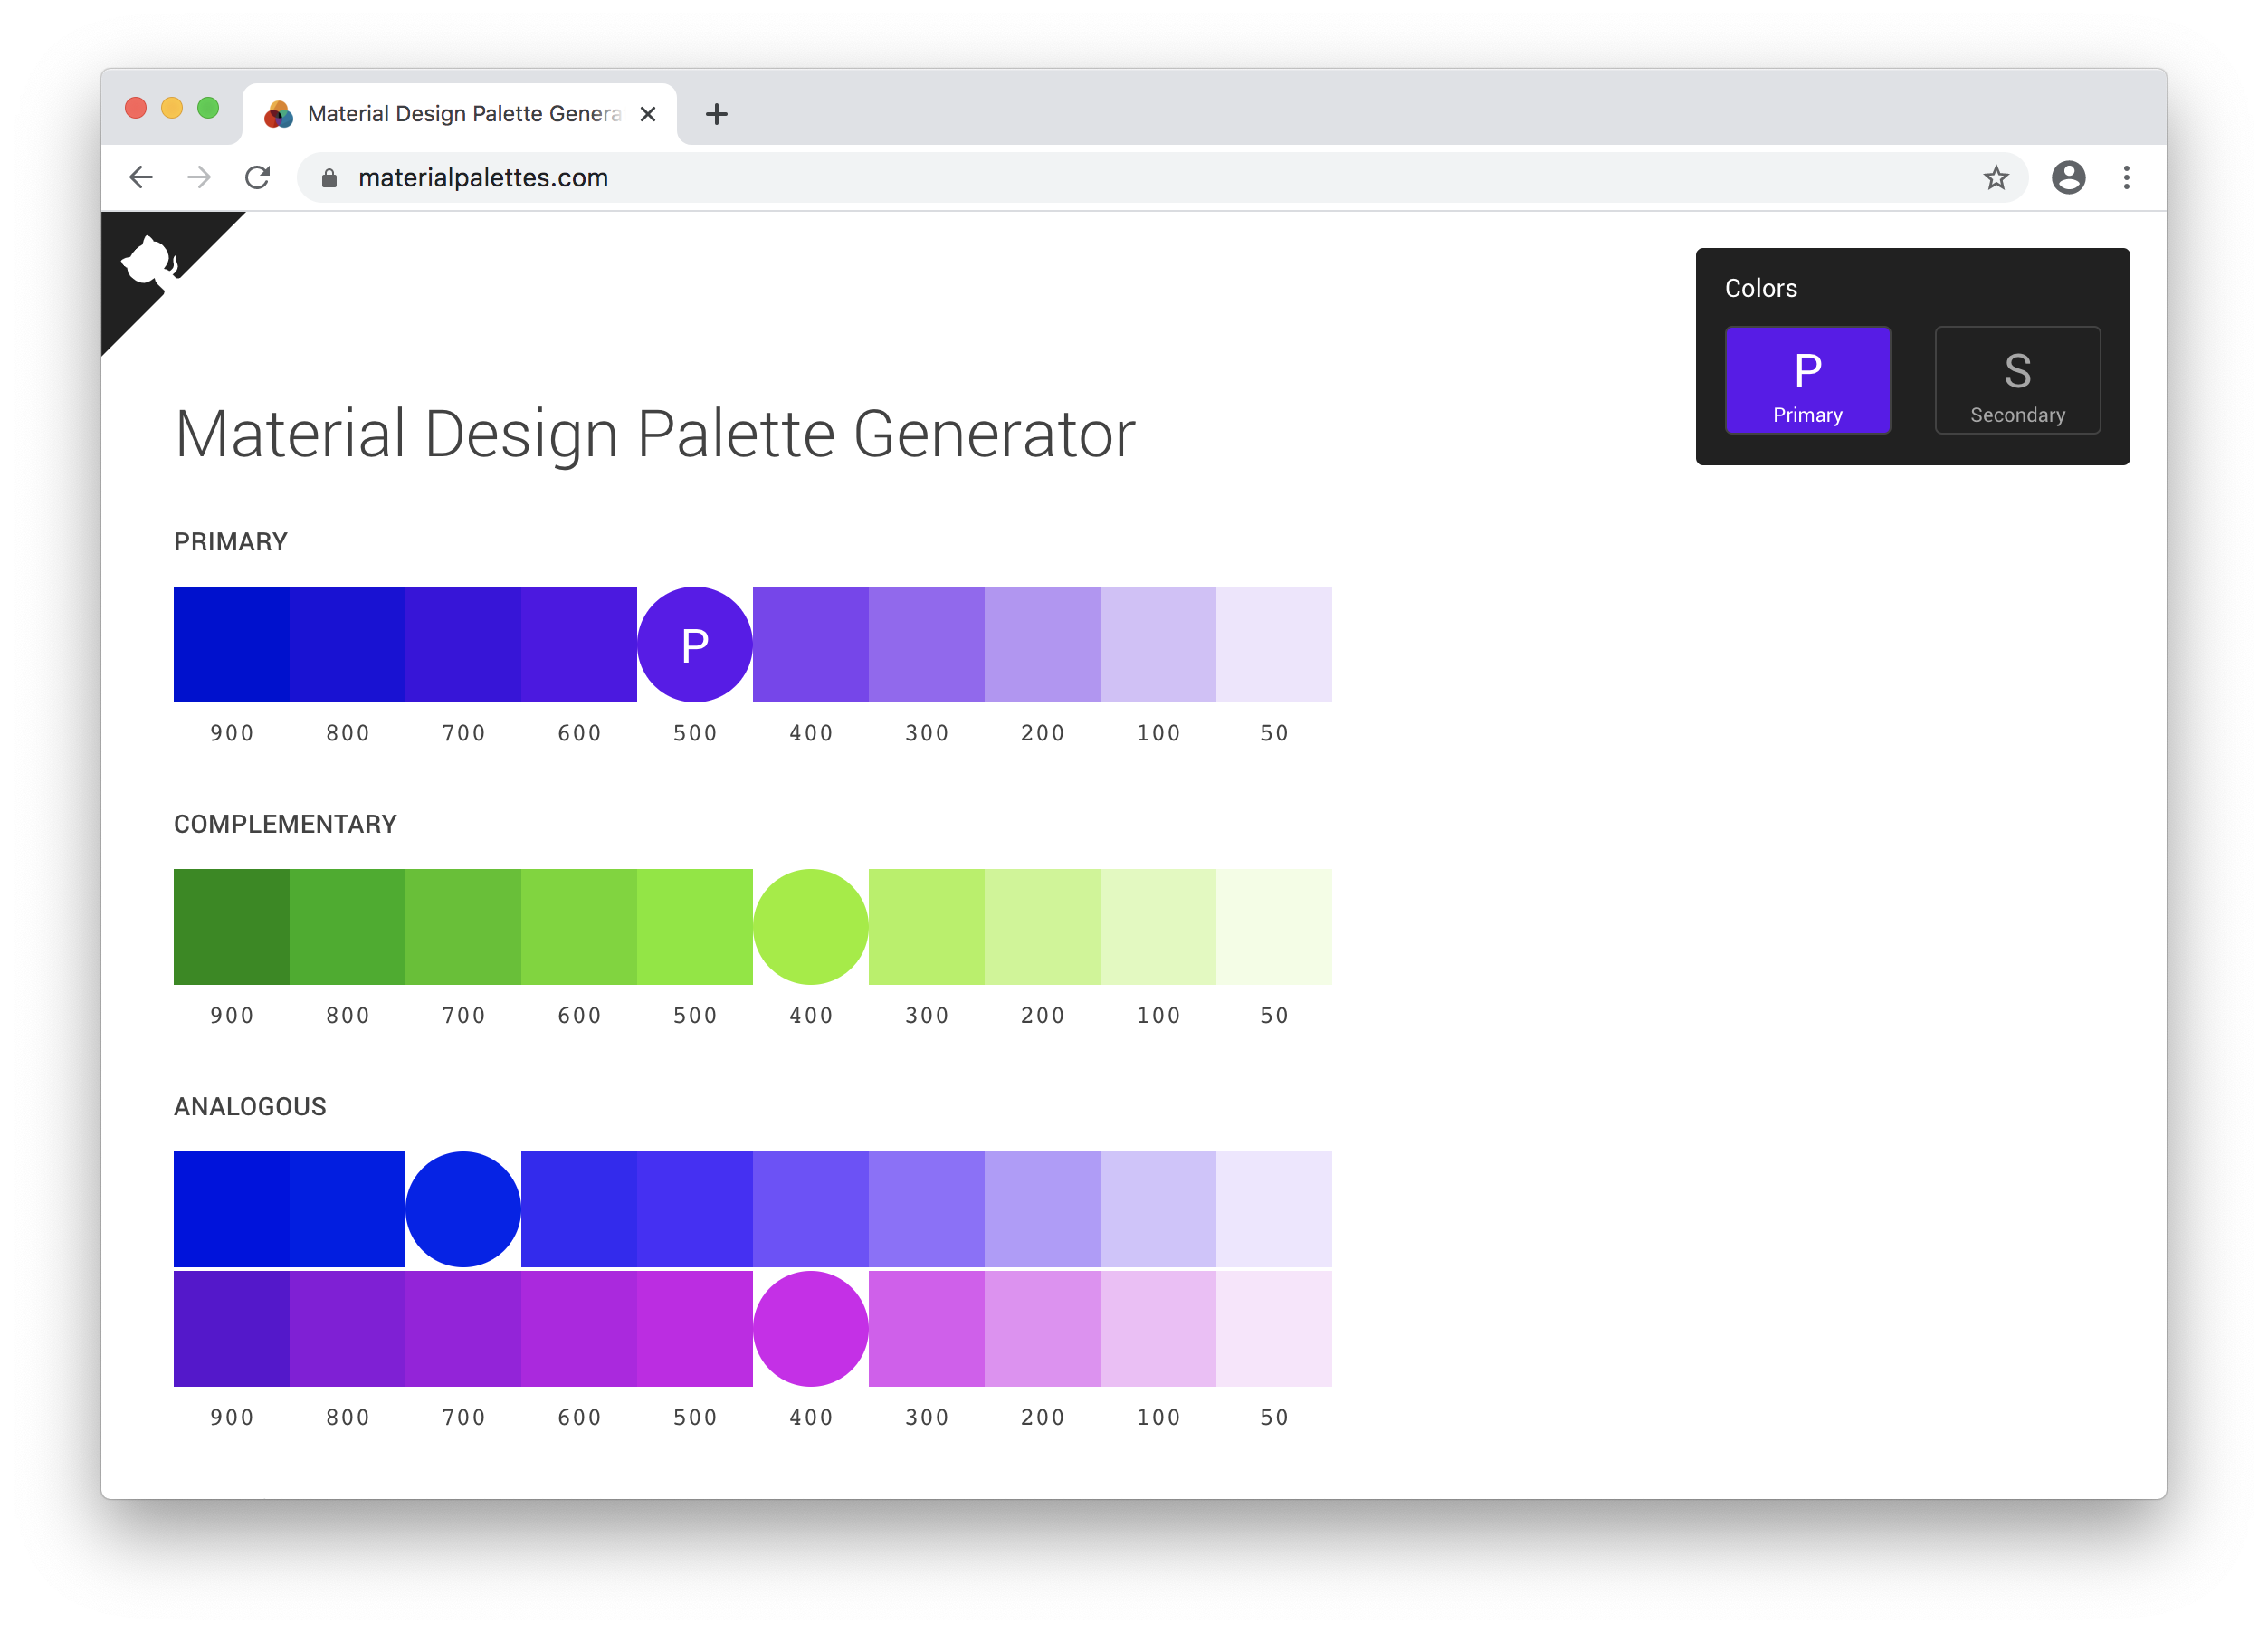 Material Design Palette Genera
materialpalettes.com
Colors
P
Primary
S
Secondary
Material Design Palette Generator
PRIMARY
P
900 800 700 600 500 400 300 200 100 50
COMPLEMENTARY
900 800 700 600 500 400 300 200 100 50
ANALOGOUS
900 800 700 600 500 400 300 200 100 50